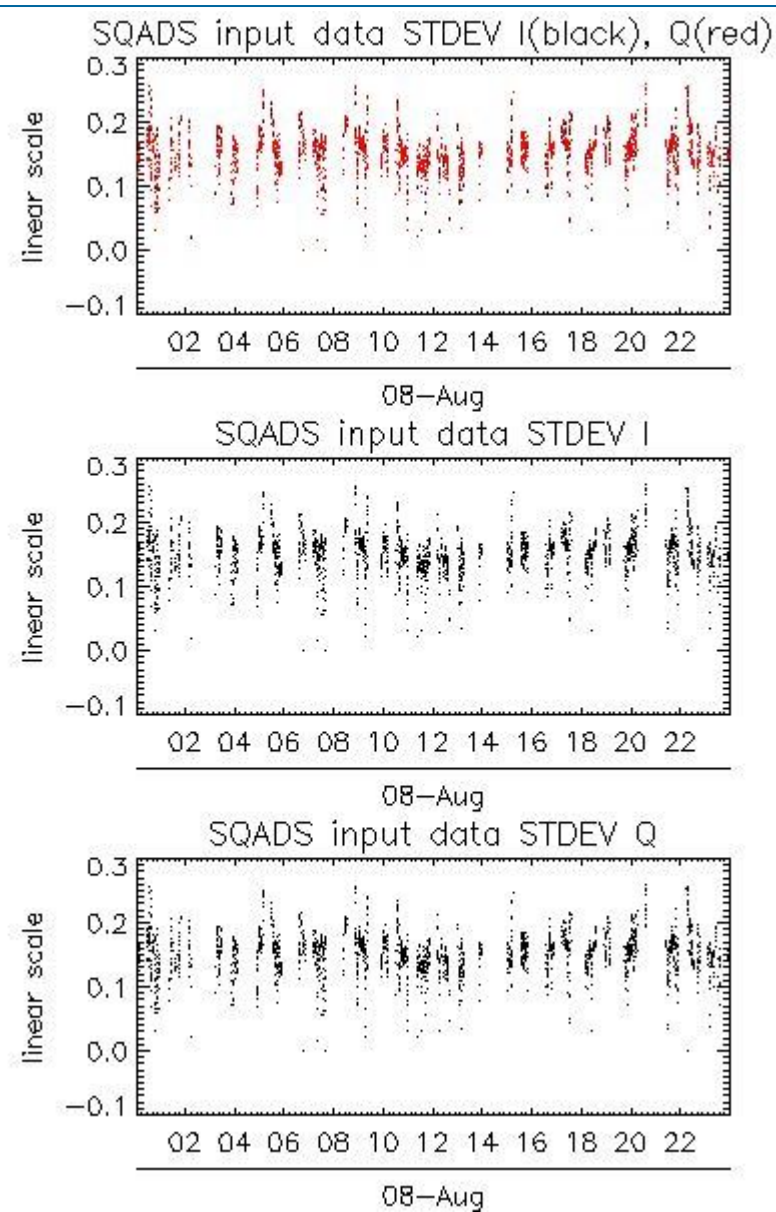 SQADS input data STDEV I(black), Q(red)
0.3
0.2
0.1
0.0
−0.1
linear scale
02 04 06 08 10 12 14 16 18 20 22
08−Aug
SQADS input data STDEV I
0.3
0.2
0.1
0.0
−0.1
linear scale
02 04 06 08 10 12 14 16 18 20 22
08−Aug
SQADS input data STDEV Q
0.3
0.2
0.1
0.0
−0.1
linear scale
02 04 06 08 10 12 14 16 18 20 22
08−Aug